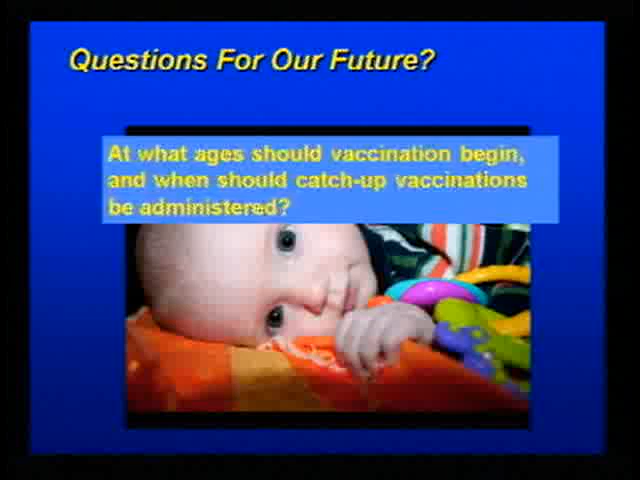 Questions For Our Future?
At what ages should vaccination begin,
and when should catch-up vaccinations
be administered?